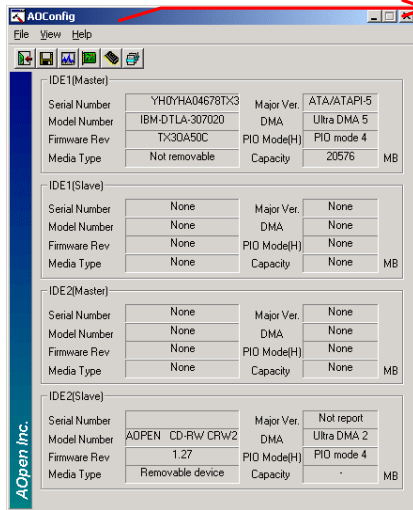 AOConfig
File View Help
IDE1(Master)
Serial Number YH0YHA04678TX3 Major Ver. ATA/ATAPI-5
Model Number IBM-DTLA-307020 DMA Ultra DMA 5
Firmware Rev TX3OA50C PIO Mode(H) PIO mode 4
Media Type Not removable Capacity 20576 MB
IDE1(Slave)
Serial Number None Major Ver. None
Model Number None DMA None
Firmware Rev None PIO Mode(H) None
Media Type None Capacity None MB
IDE2(Master)
Serial Number None Major Ver. None
Model Number None DMA None
Firmware Rev None PIO Mode(H) None
Media Type None Capacity None MB
IDE2(Slave)
Serial Number Major Ver. Not report
Model Number AOPEN CD-RW CRW2 DMA Ultra DMA 2
Firmware Rev 1.27 PIO Mode(H) PIO mode 4
Media Type Removable device Capacity - MB
AOpen Inc.